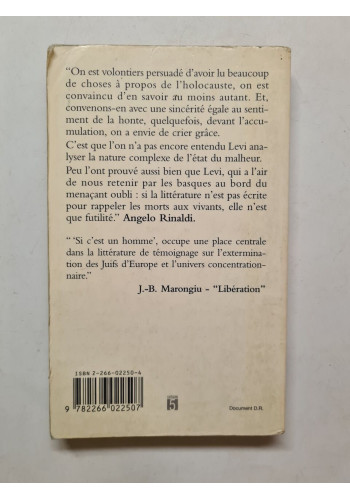 “On est volontiers persuadé d'avoir lu beaucoup
de choses à propos de l'holocauste, on est
convaincu d'en savoir au moins autant. Et,
convenons-en avec une sincérité égale au senti-
ment de la honte, quelquefois, devant l'accu-
mulation, on a envie de crier grâce.
C'est que l'on n'a pas encore entendu Levi ana-
lyser la nature complexe de l'état du malheur.
Peu l'ont prouvé aussi bien que Levi, qui a l'air
de nous retenir par les basques au bord du
menaçant oubli : si la littérature n'est pas écrite
pour rappeler les morts aux vivants, elle n'est
que futilité.” Angelo Rinaldi.
“ 'Si c'est un homme', occupe une place centrale
dans la littérature de témoignage sur l'extermina-
tion des Juifs d'Europe et l'univers concentration-
naire.”
J.-B. Marongiu - “Libération”
ISBN 2-266-02250-4
9 782266 022507
5
Document D.R.